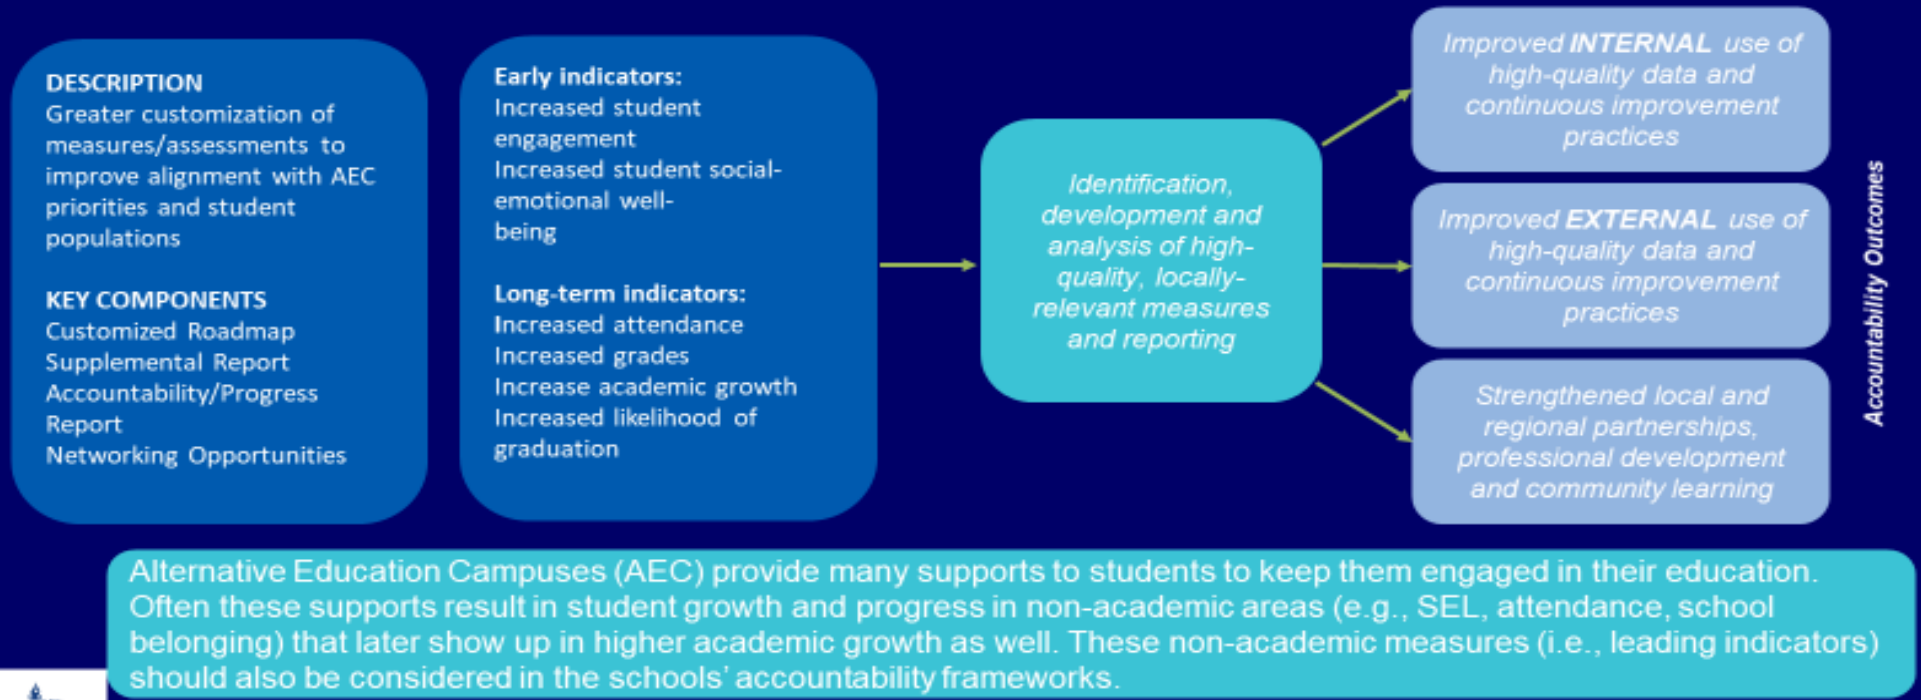 DESCRIPTION
Greater customization of
measures/assessments to
improve alignment with AEC
priorities and student
populations
KEY COMPONENTS
Customized Roadmap
Supplemental Report
Accountability/Progress
Report
Networking Opportunities
Early indicators:
Increased student
engagement
Increased student social-
emotional well-
being
Long-term indicators:
Increased attendance
Increased grades
Increase academic growth
Increased likelihood of
graduation
Identification,
development and
analysis of high-
quality, locally-
relevant measures
and reporting
Improved INTERNAL use of
high-quality data and
continuous improvement
practices
Improved EXTERNAL use of
high-quality data and
continuous improvement
practices
Strengthened local and
regional partnerships,
professional development
and community learning
Accountability Outcomes
Alternative Education Campuses (AEC) provide many supports to students to keep them engaged in their education.
Often these supports result in student growth and progress in non-academic areas (e.g., SEL, attendance, school
belonging) that later show up in higher academic growth as well. These non-academic measures (i.e., leading indicators)
should also be considered in the schools' accountability frameworks.